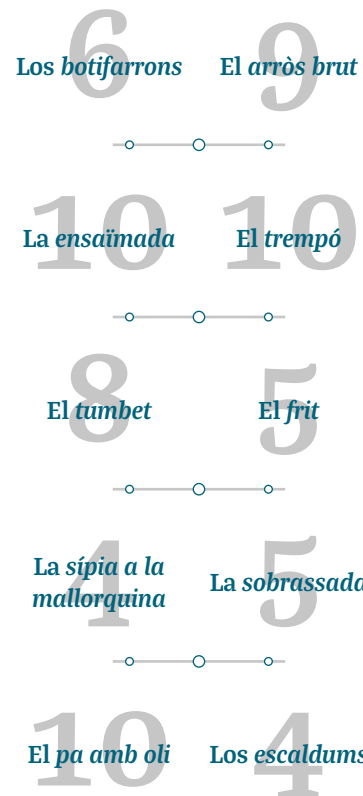 6
Los botifarrons
9
El arròs brut
10
La ensaïmada
10
El trempó
8
El tumbet
5
El frit
4
La sípia a la
mallorquina
5
La sobrassada
10
El pa amb oli
4
Los escaldums